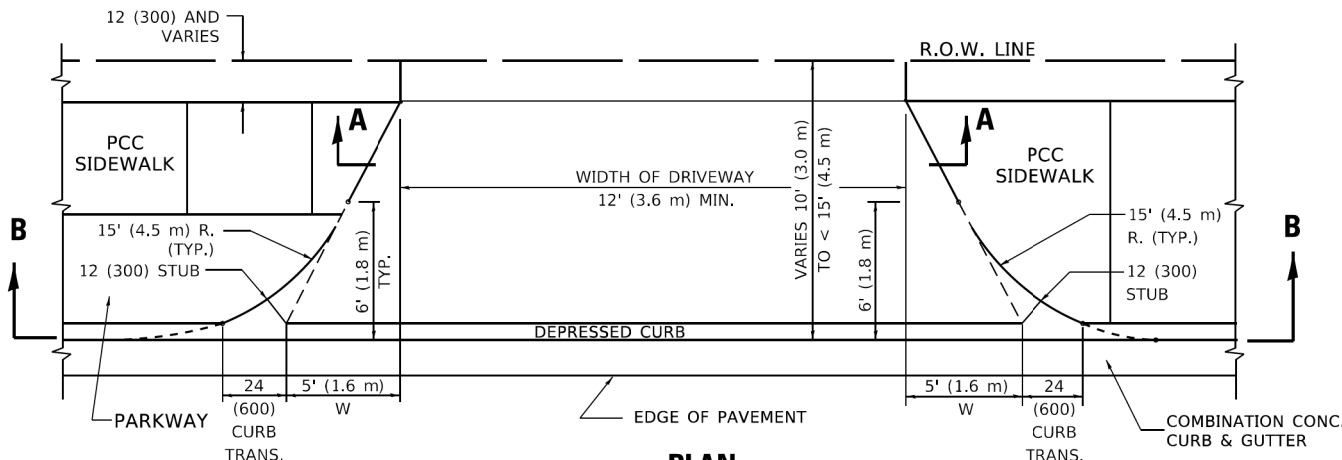 12 (300) AND
VARIES
R.O.W. LINE
A
A
PCC
SIDEWALK
PCC
SIDEWALK
WIDTH OF DRIVEWAY
12' (3.6 m) MIN.
VARIES 10' (3.0 m)
TO < 15' (4.5 m)
B
B
15' (4.5 m) R.
(TYP.)
12 (300) STUB
6' (1.8 m)
TYP.
6' (1.8 m)
15' (4.5 m)
R. (TYP.)
12 (300)
STUB
DEPRESSED CURB
24
(600)
CURB
TRANS.
5' (1.6 m)
W
5' (1.6 m)
W
24
(600)
CURB
TRANS.
PARKWAY
EDGE OF PAVEMENT
COMBINATION CONC.
CURB & GUTTER
PLAN